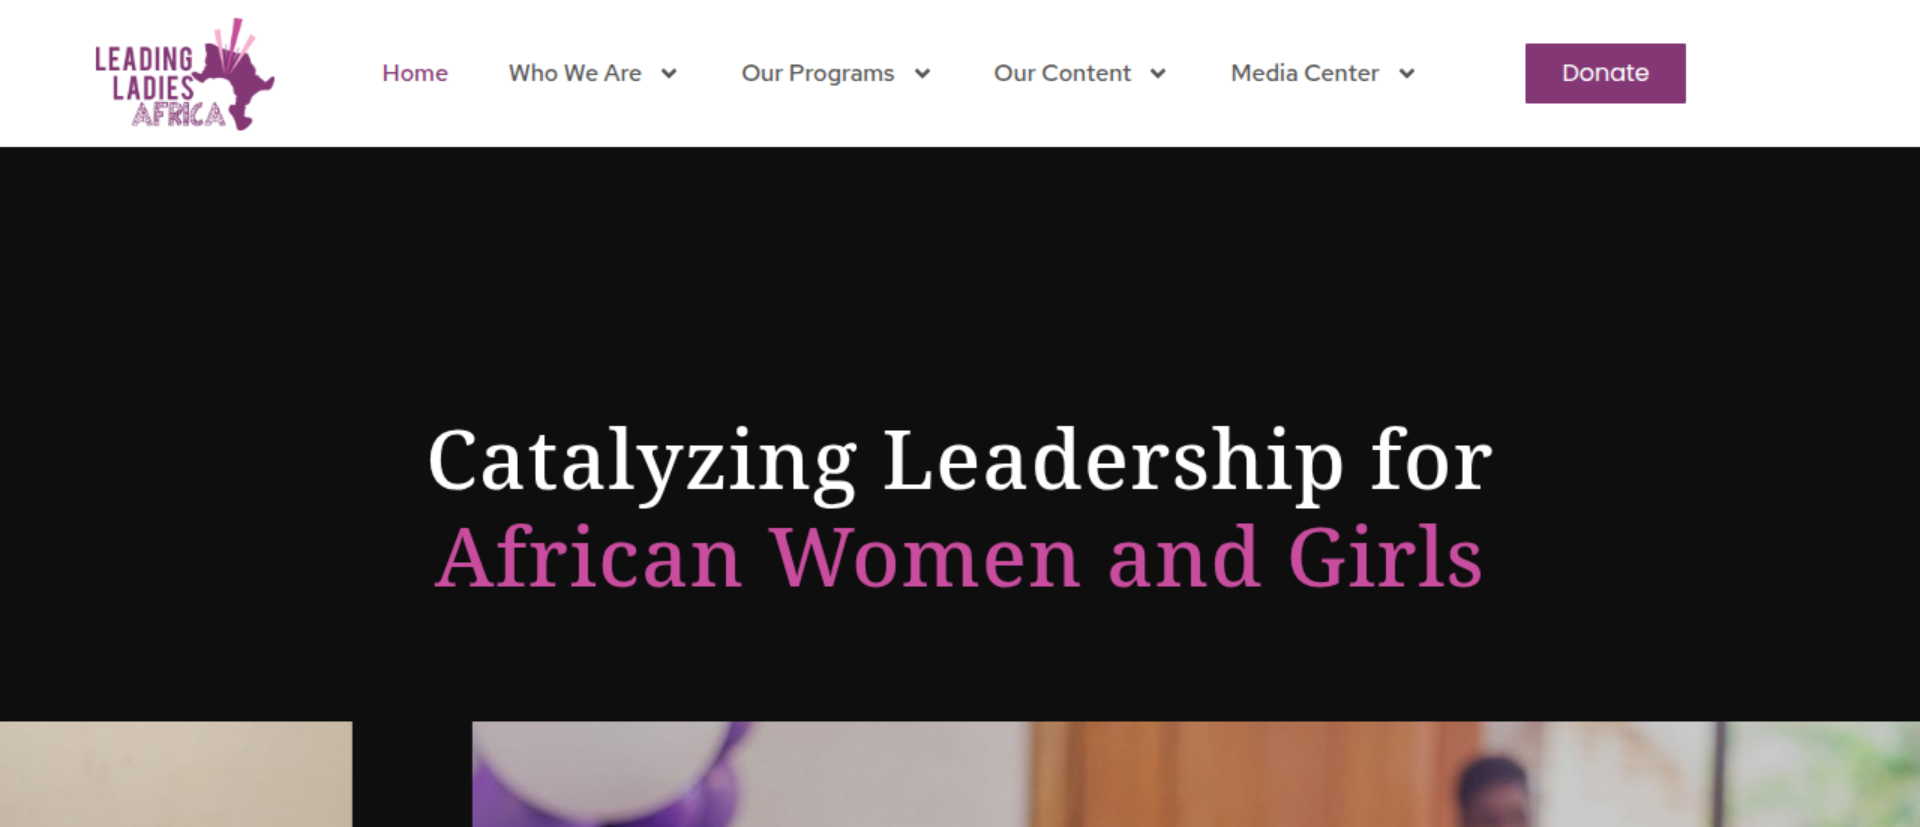 LEADING
LADIES
AFRICA
Home
Who We Are
Our Programs
Our Content
Media Center
Donate
Catalyzing Leadership for
African Women and Girls